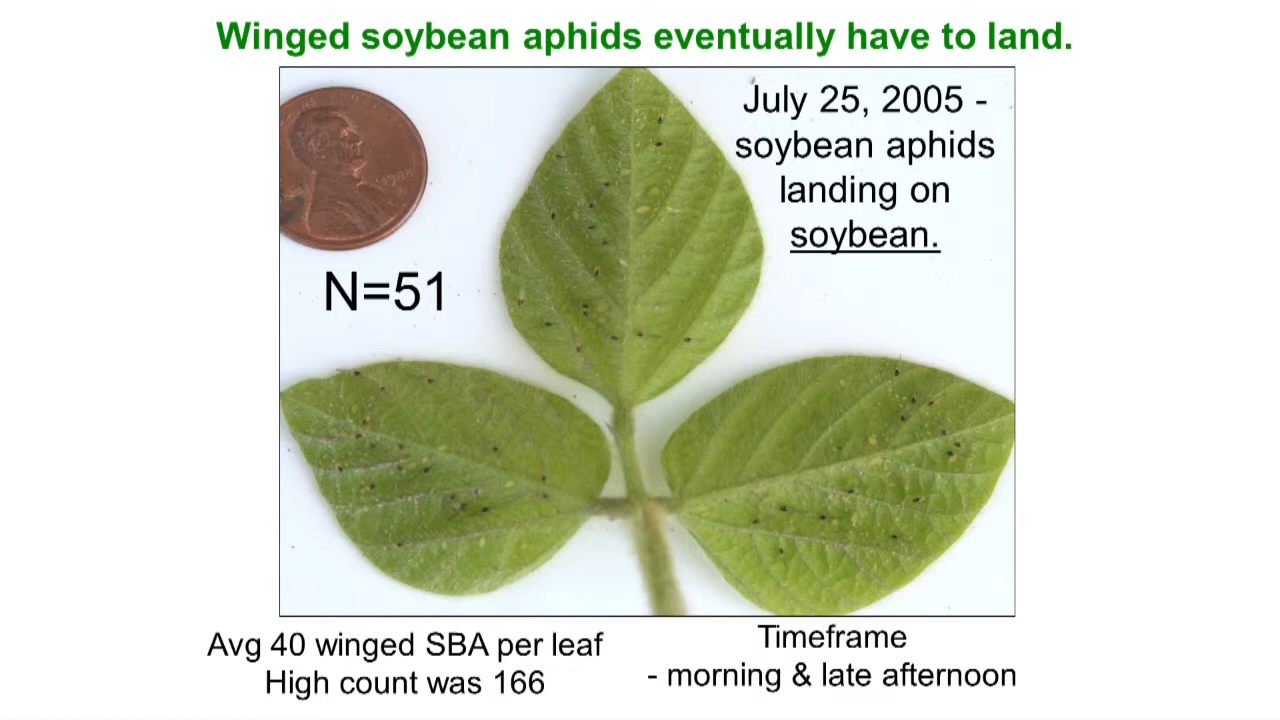 Winged soybean aphids eventually have to land.
July 25, 2005 -
soybean aphids
landing on
soybean.
N=51
Avg 40 winged SBA per leaf
High count was 166
Timeframe
- morning & late afternoon